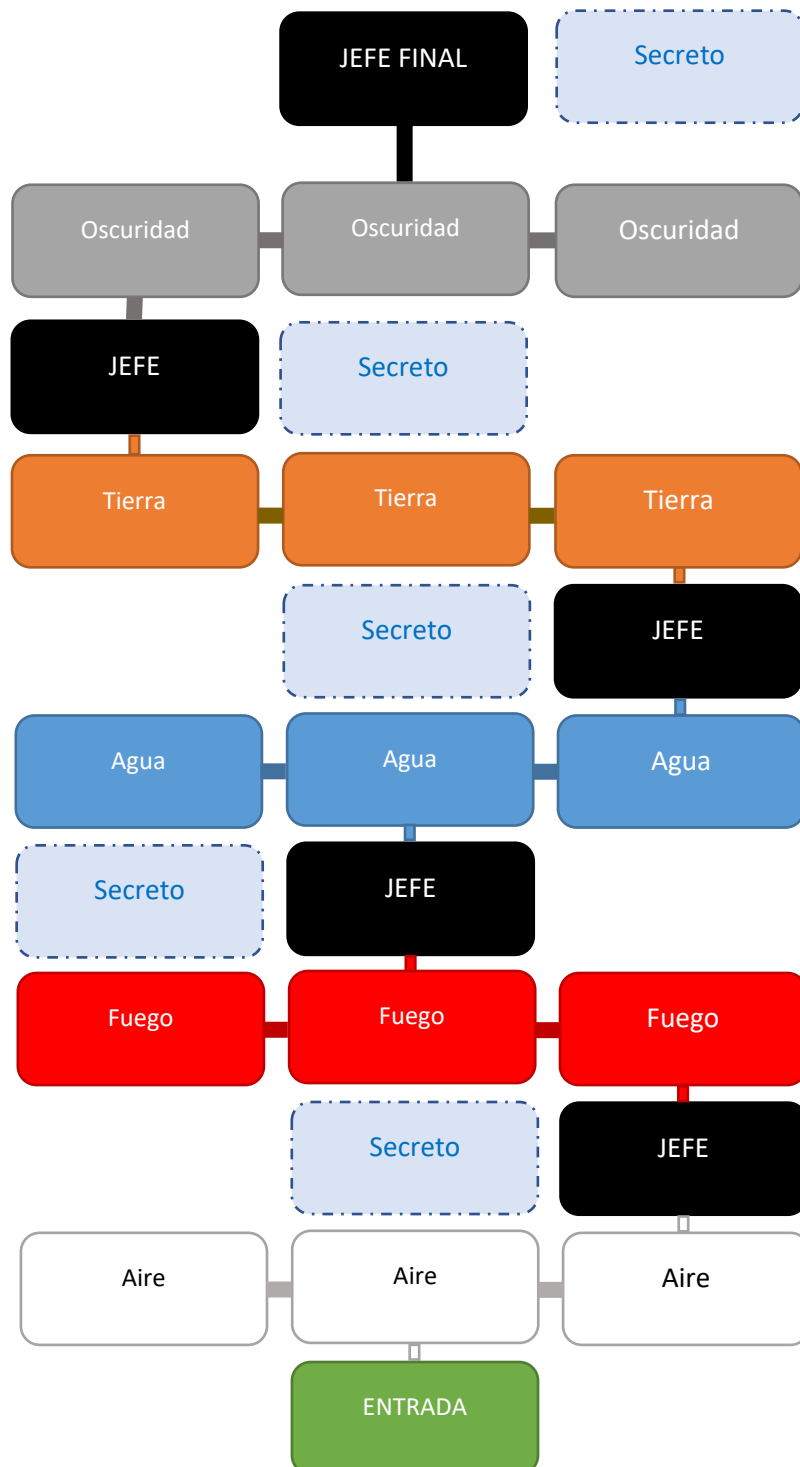 JEFE FINAL
Secreto
Oscuridad
Oscuridad
Oscuridad
JEFE
Secreto
Tierra
Tierra
Tierra
Secreto
JEFE
Agua
Agua
Agua
Secreto
JEFE
Fuego
Fuego
Fuego
Secreto
JEFE
Aire
Aire
Aire
ENTRADA